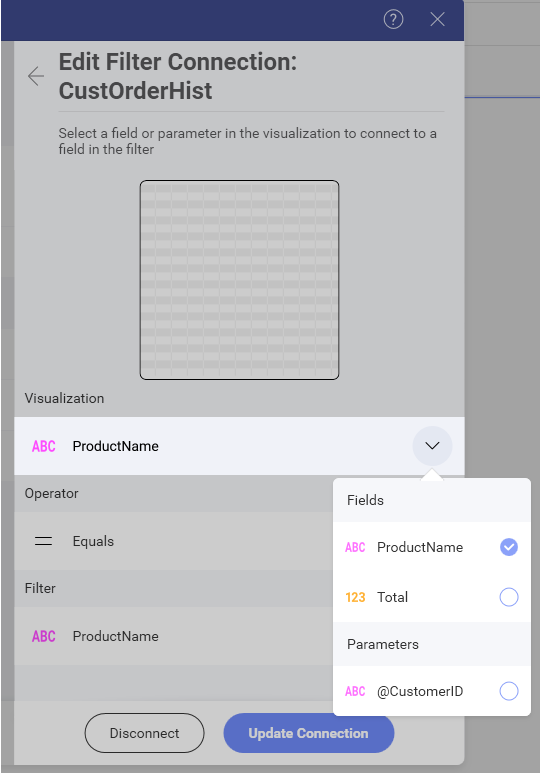 Edit Filter Connection:
CustOrderHist
Select a field or parameter in the visualization to connect to a
field in the filter
Visualization
ABC ProductName
Operator
Equals
Filter
ABC ProductName
Fields
ABC ProductName
123 Total
Parameters
ABC @CustomerID
Disconnect
Update Connection